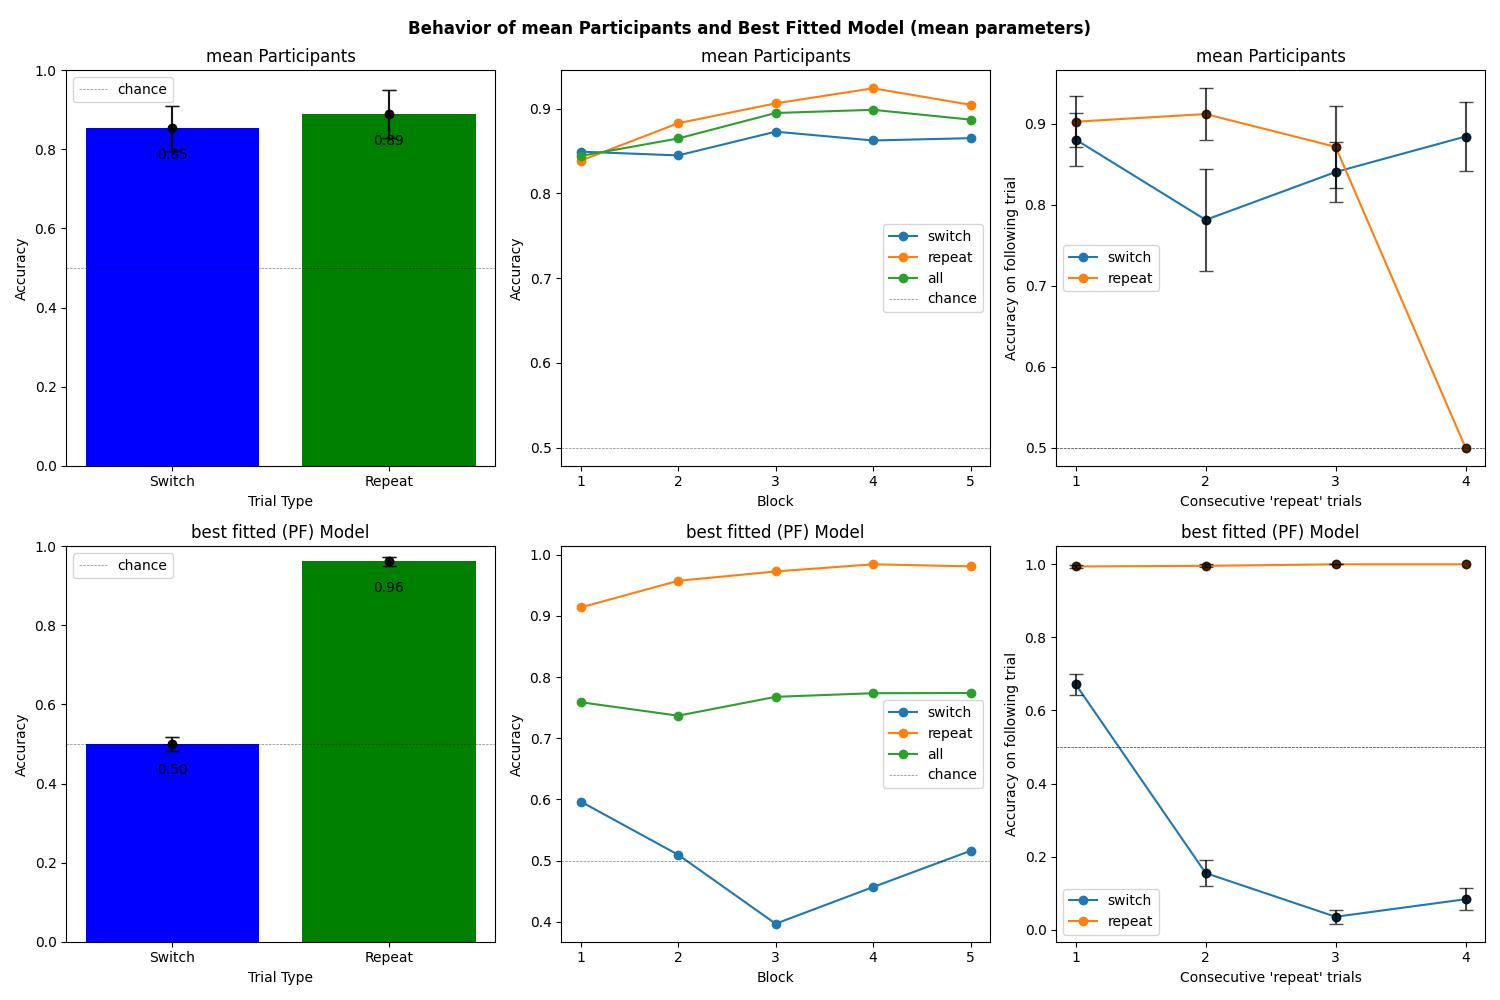 Behavior of mean Participants and Best Fitted Model (mean parameters)
mean Participants
1.0
0.8
0.6
0.4
0.2
0.0
Accuracy
chance
0.85
0.89
Switch
Repeat
Trial Type
mean Participants
0.9
0.8
0.7
0.6
0.5
Accuracy
switch
repeat
all
chance
1
2
3
4
5
Block
mean Participants
0.9
0.8
0.7
0.6
0.5
Accuracy on following trial
switch
repeat
1
2
3
4
Consecutive 'repeat' trials
best fitted (PF) Model
1.0
0.8
0.6
0.4
0.2
0.0
Accuracy
chance
0.50
0.96
Switch
Repeat
Trial Type
best fitted (PF) Model
1.0
0.9
0.8
0.7
0.6
0.5
0.4
Accuracy
switch
repeat
all
chance
1
2
3
4
5
Block
best fitted (PF) Model
1.0
0.8
0.6
0.4
0.2
0.0
Accuracy on following trial
switch
repeat
1
2
3
4
Consecutive 'repeat' trials